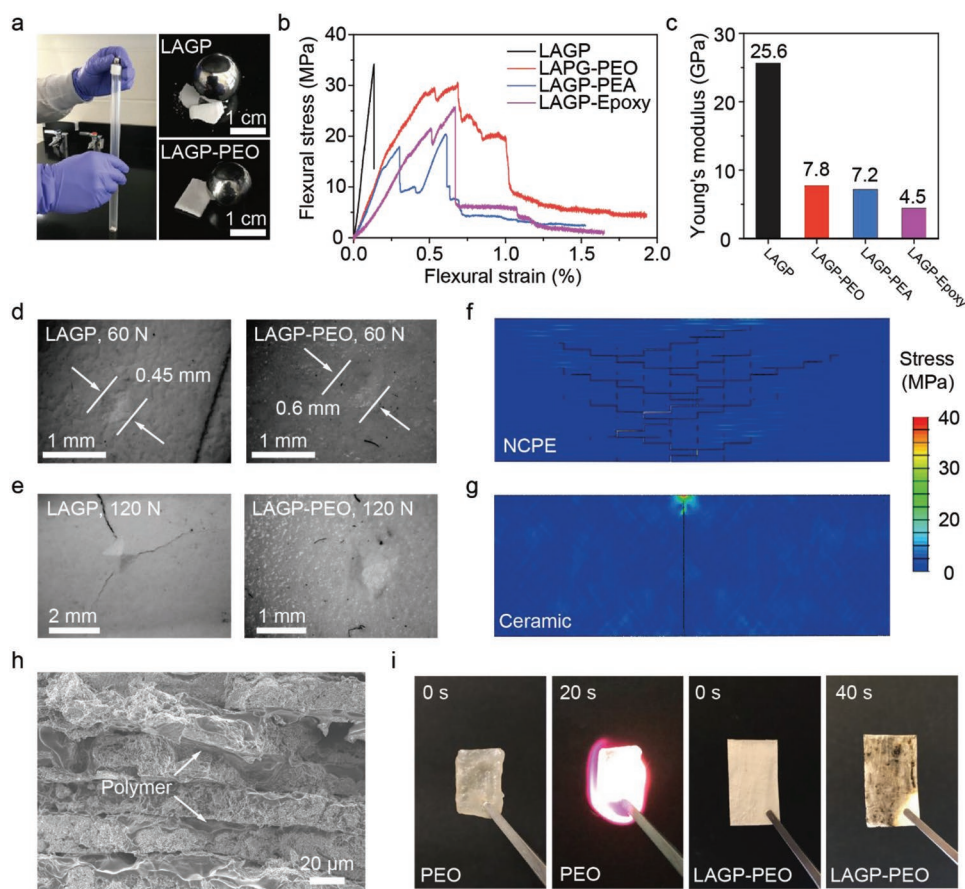 a
LAGP
1 cm
LAGP-PEO
1 cm
b
Flexural stress (MPa)
40
30
20
10
0
LAGP
LAPG-PEO
LAGP-PEA
LAGP-Epoxy
0.0 0.5 1.0 1.5 2.0
Flexural strain (%)
c
Young's modulus (GPa)
30
20
10
0
25.6
7.8
7.2
4.5
LAGP
LAGP-PEO
LAGP-PEA
LAGP-Epoxy
d
LAGP, 60 N
0.45 mm
1 mm
LAGP-PEO, 60 N
0.6 mm
1 mm
e
LAGP, 120 N
2 mm
LAGP-PEO, 120 N
1 mm
f
NCPE
g
Ceramic
Stress
(MPa)
40
30
20
10
0
h
Polymer
20 µm
i
0 s
PEO
20 s
PEO
0 s
LAGP-PEO
40 s
LAGP-PEO